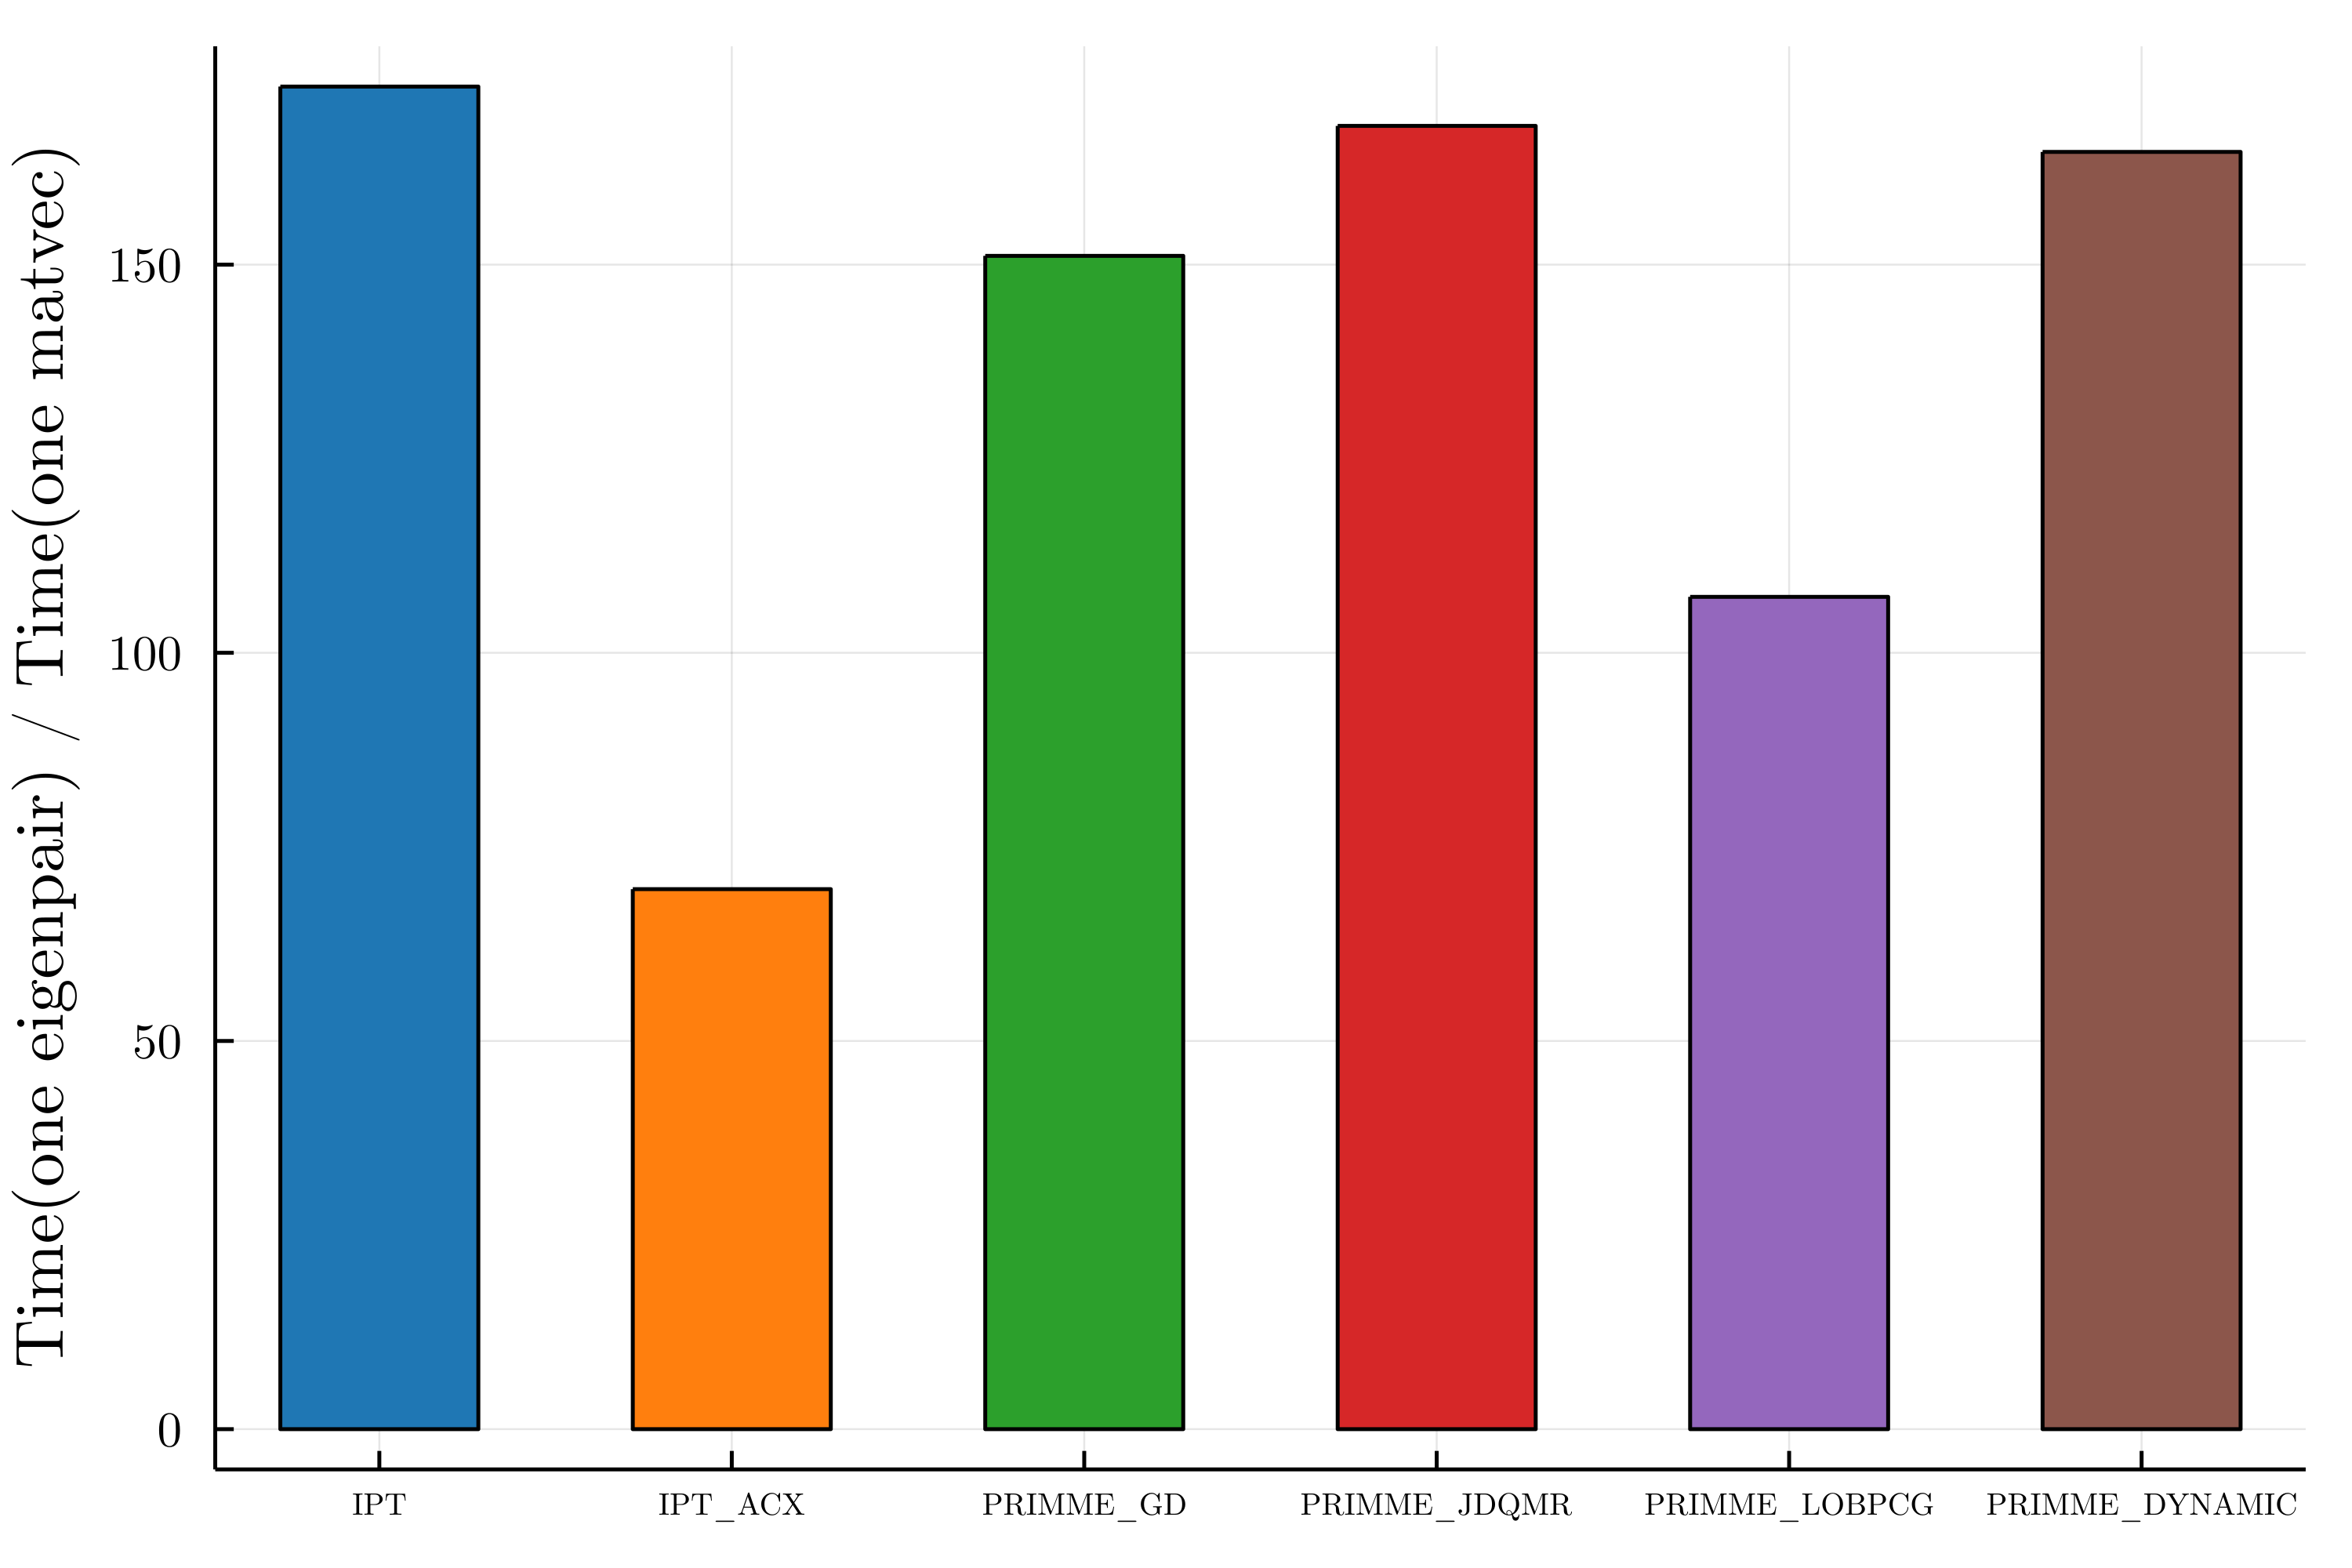 Time(one eigenpair) / Time(one matvec)
150
100
50
0
IPT IPT_ACX PRIMME_GD PRIMME_JDQMR PRIMME_LOBPCG PRIMME_DYNAMIC